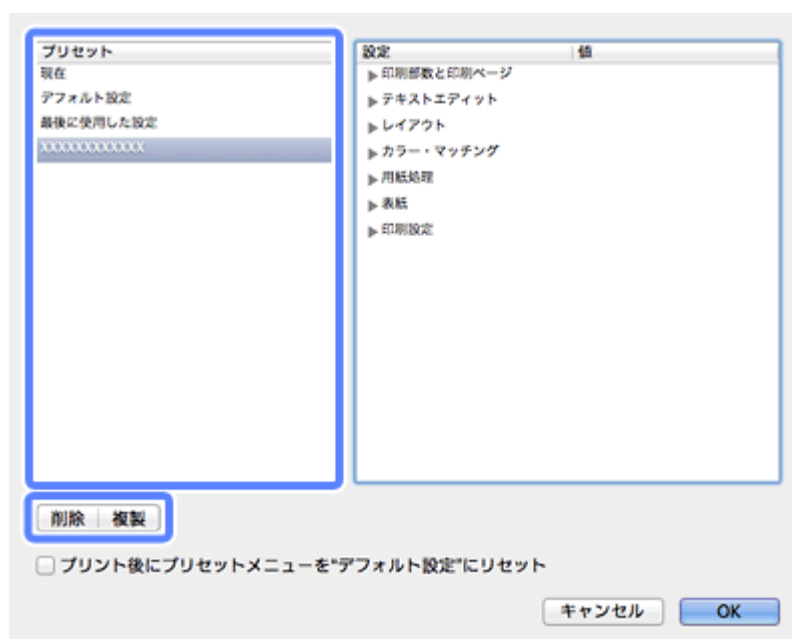 プリセット
現在
デフォルト設定
最後に使用した設定
XXXXXXXXXXXX
設定 値
印刷部数と印刷ページ
テキストエディット
レイアウト
カラー・マッチング
用紙処理
表紙
印刷設定
削除 複製
プリント後にプリセットメニューを"デフォルト設定"にリセット
キャンセル OK